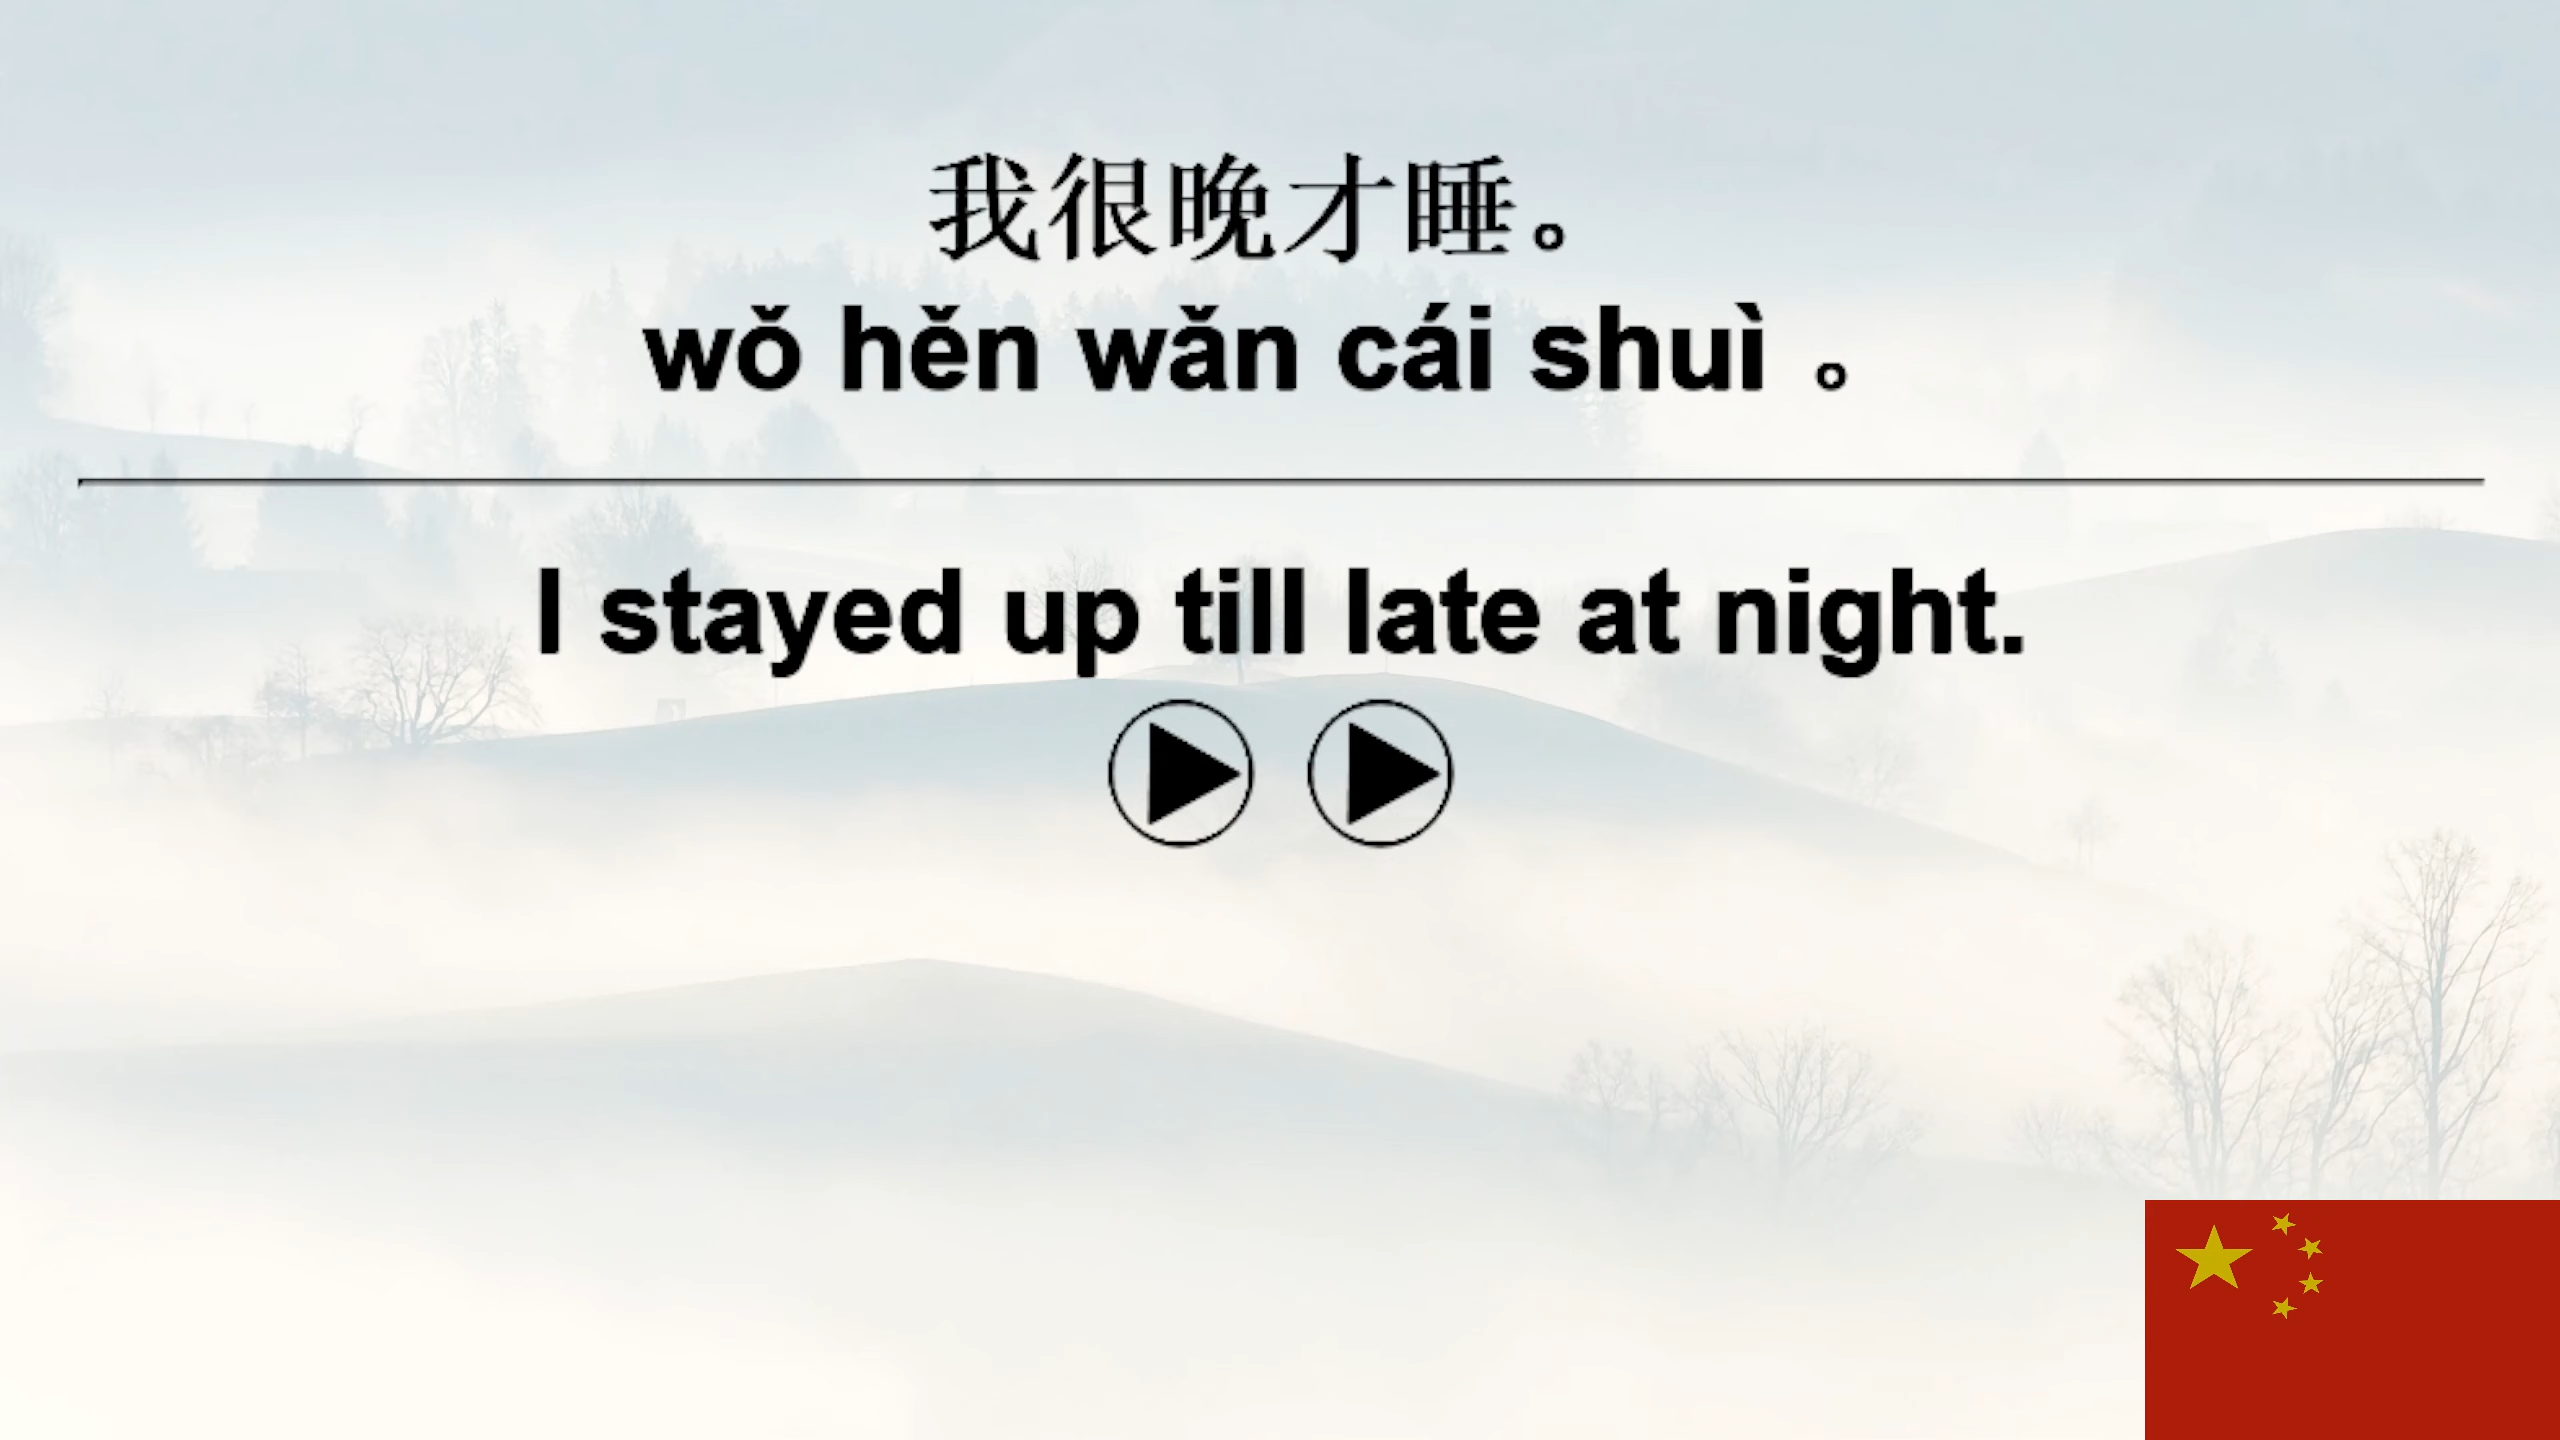 我很晚才睡。
wǒ hěn wǎn cái shuì 。
I stayed up till late at night.